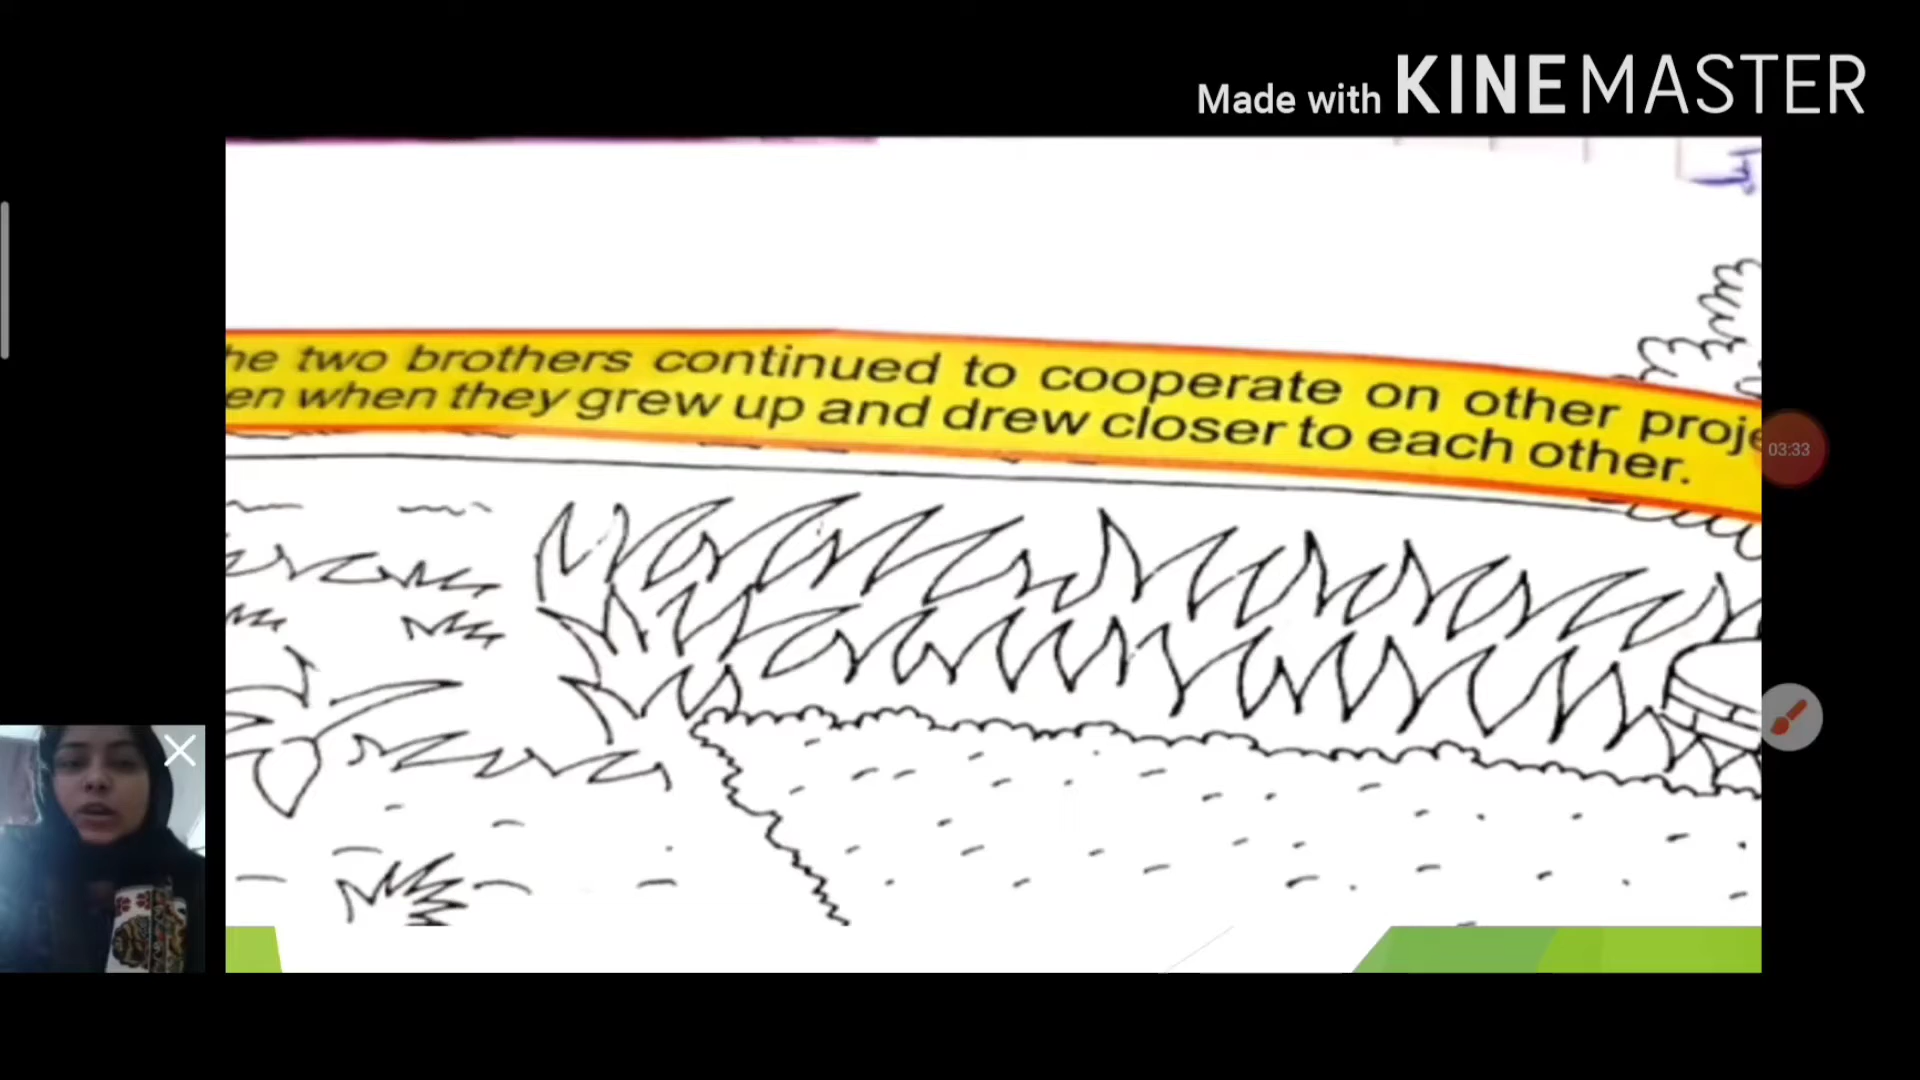 Made with KINEMASTER
he two brothers continued to cooperate on other proje
en when they grew up and drew closer to each other.
03:33